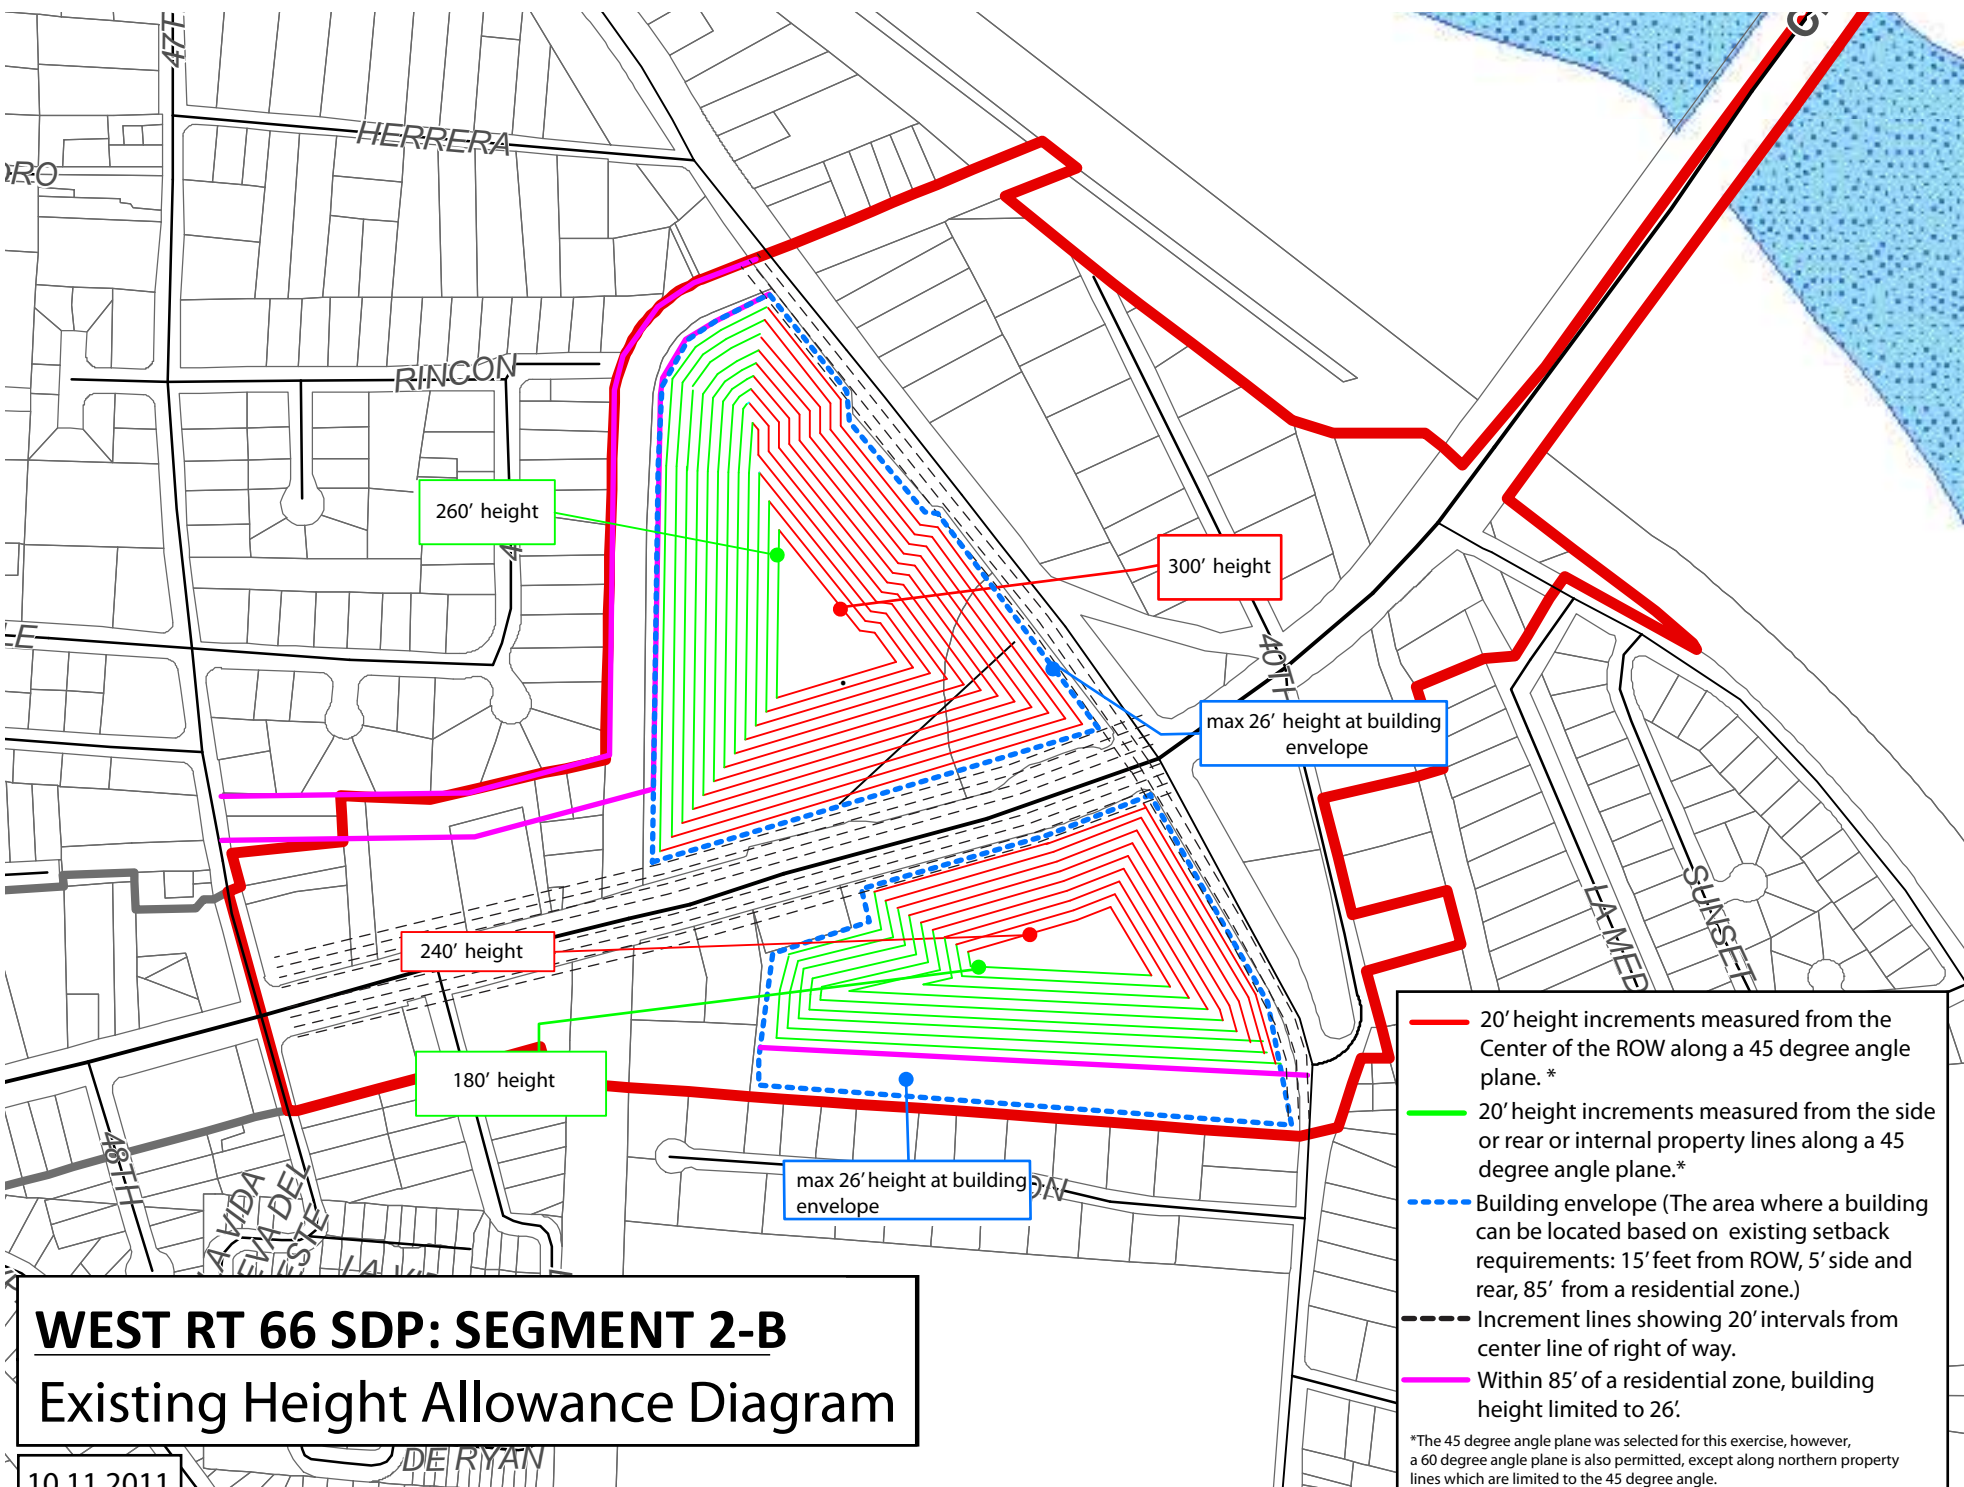 47TH
HERRERA
RINCON
260’ height
300’ height
40TH
max 26’ height at building
envelope
LA MED
SUNSET
240’ height
180’ height
max 26’ height at building
envelope
48TH
LA VIDA
DEL
ESTE
DE RYAN
WEST RT 66 SDP: SEGMENT 2-B
Existing Height Allowance Diagram
10.11.2011
20’ height increments measured from the
Center of the ROW along a 45 degree angle
plane. *
20’ height increments measured from the side
or rear or internal property lines along a 45
degree angle plane.*
Building envelope (The area where a building
can be located based on existing setback
requirements: 15’ feet from ROW, 5’ side and
rear, 85’ from a residential zone.)
Increment lines showing 20’ intervals from
center line of right of way.
Within 85’ of a residential zone, building
height limited to 26’.
*The 45 degree angle plane was selected for this exercise, however,
a 60 degree angle plane is also permitted, except along northern property
lines which are limited to the 45 degree angle.